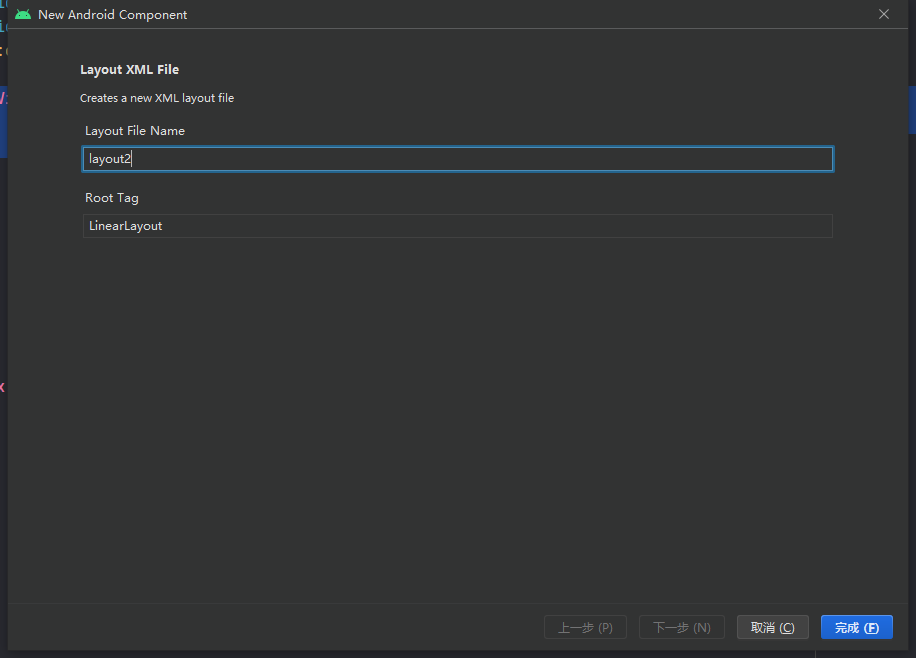 New Android Component
Layout XML File
Creates a new XML layout file
Layout File Name
layout2
Root Tag
LinearLayout
上一步 (P)
下一步 (N)
取消 (C)
完成 (F)